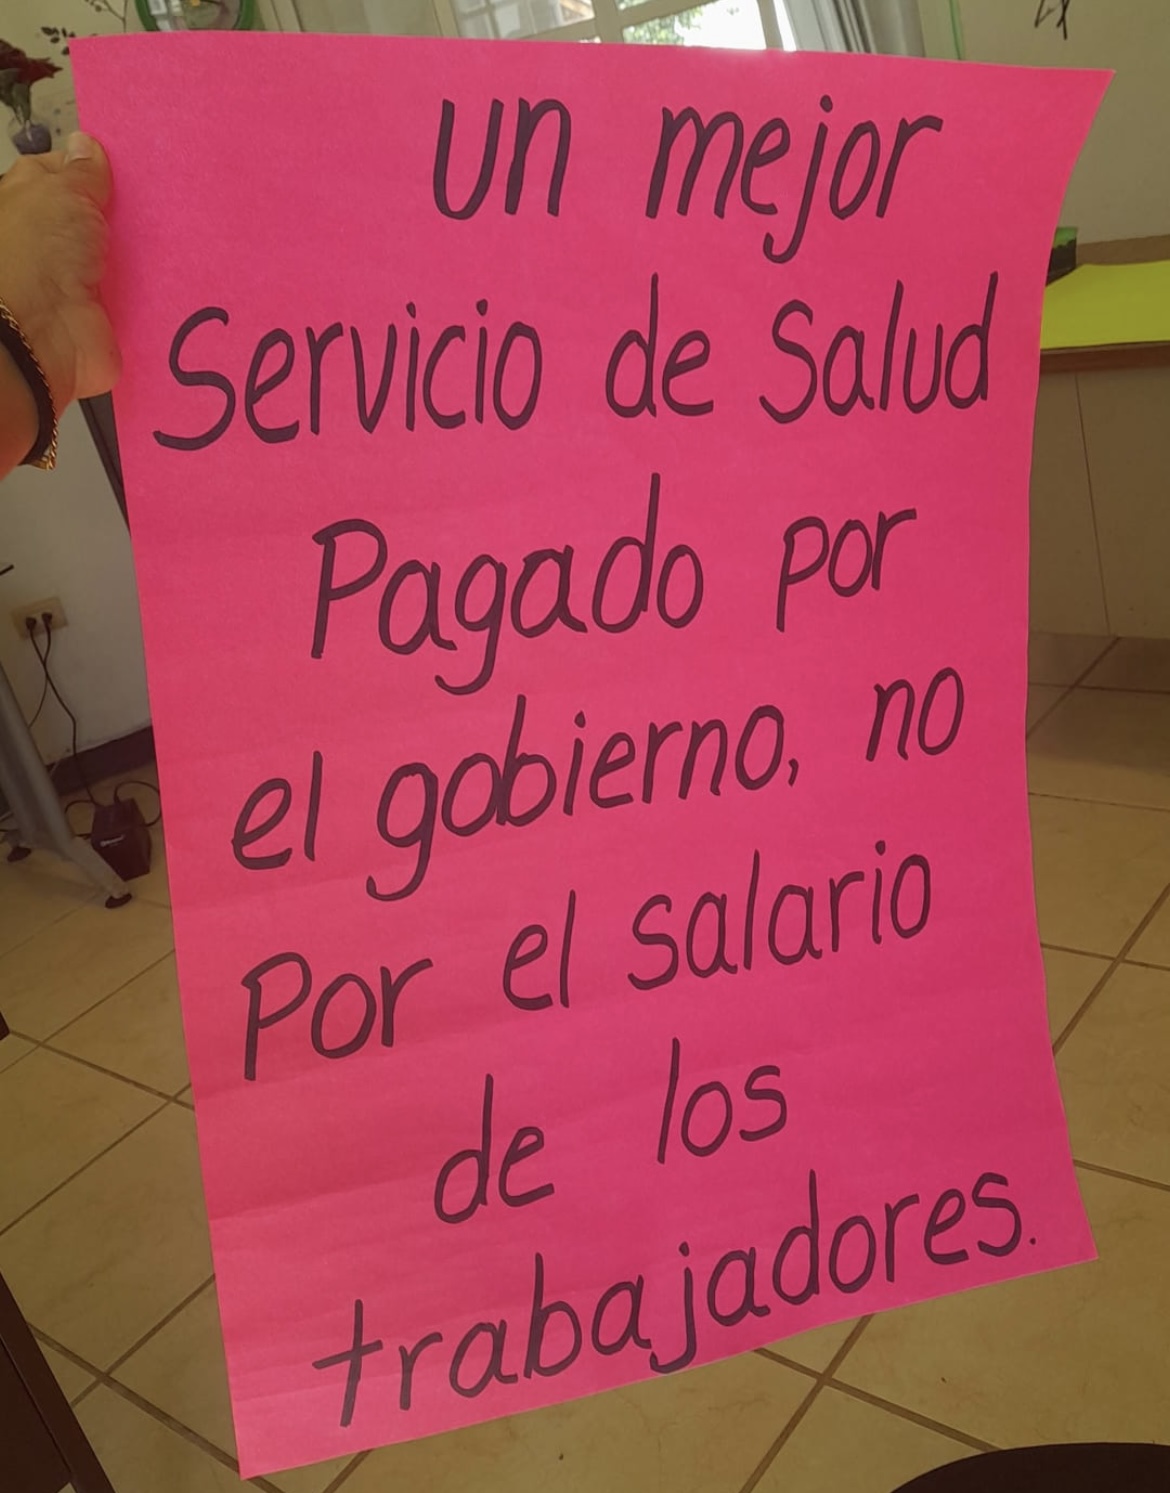 un mejor
Servicio de Salud
Pagado por
el gobierno, no
Por el salario
de los
trabajadores.